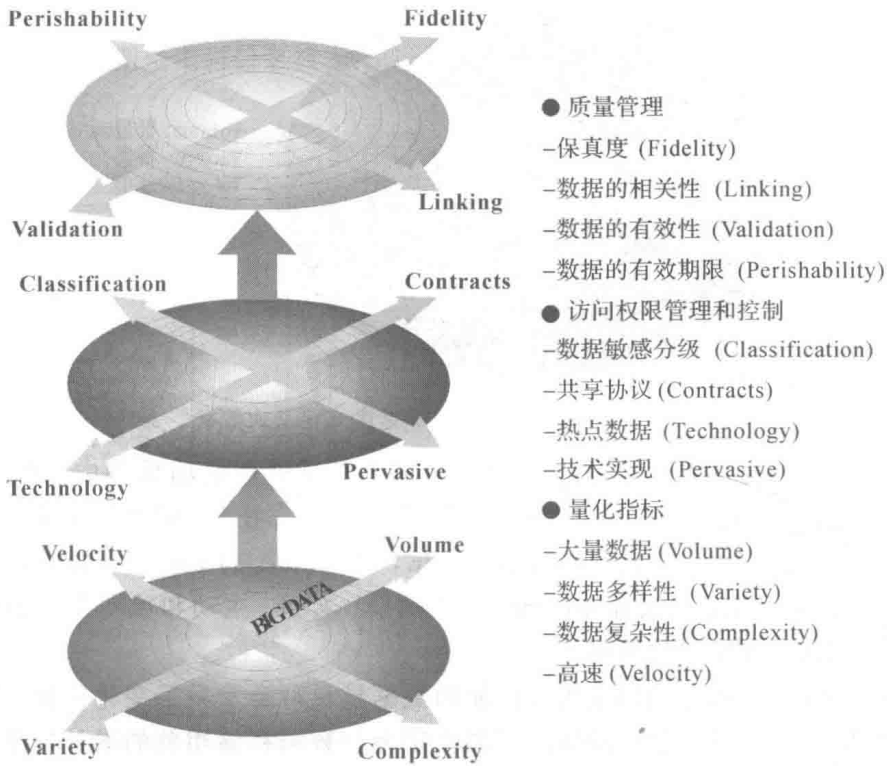 Perishability
Fidelity
Validation
Linking
Classification
Contracts
Technology
Pervasive
Velocity
Volume
BIG DATA
Variety
Complexity
● 质量管理
–保真度 (Fidelity)
–数据的相关性 (Linking)
–数据的有效性 (Validation)
–数据的有效期限 (Perishability)
● 访问权限管理和控制
–数据敏感分级 (Classification)
–共享协议 (Contracts)
–热点数据 (Technology)
–技术实现 (Pervasive)
● 量化指标
–大量数据 (Volume)
–数据多样性 (Variety)
–数据复杂性 (Complexity)
–高速 (Velocity)